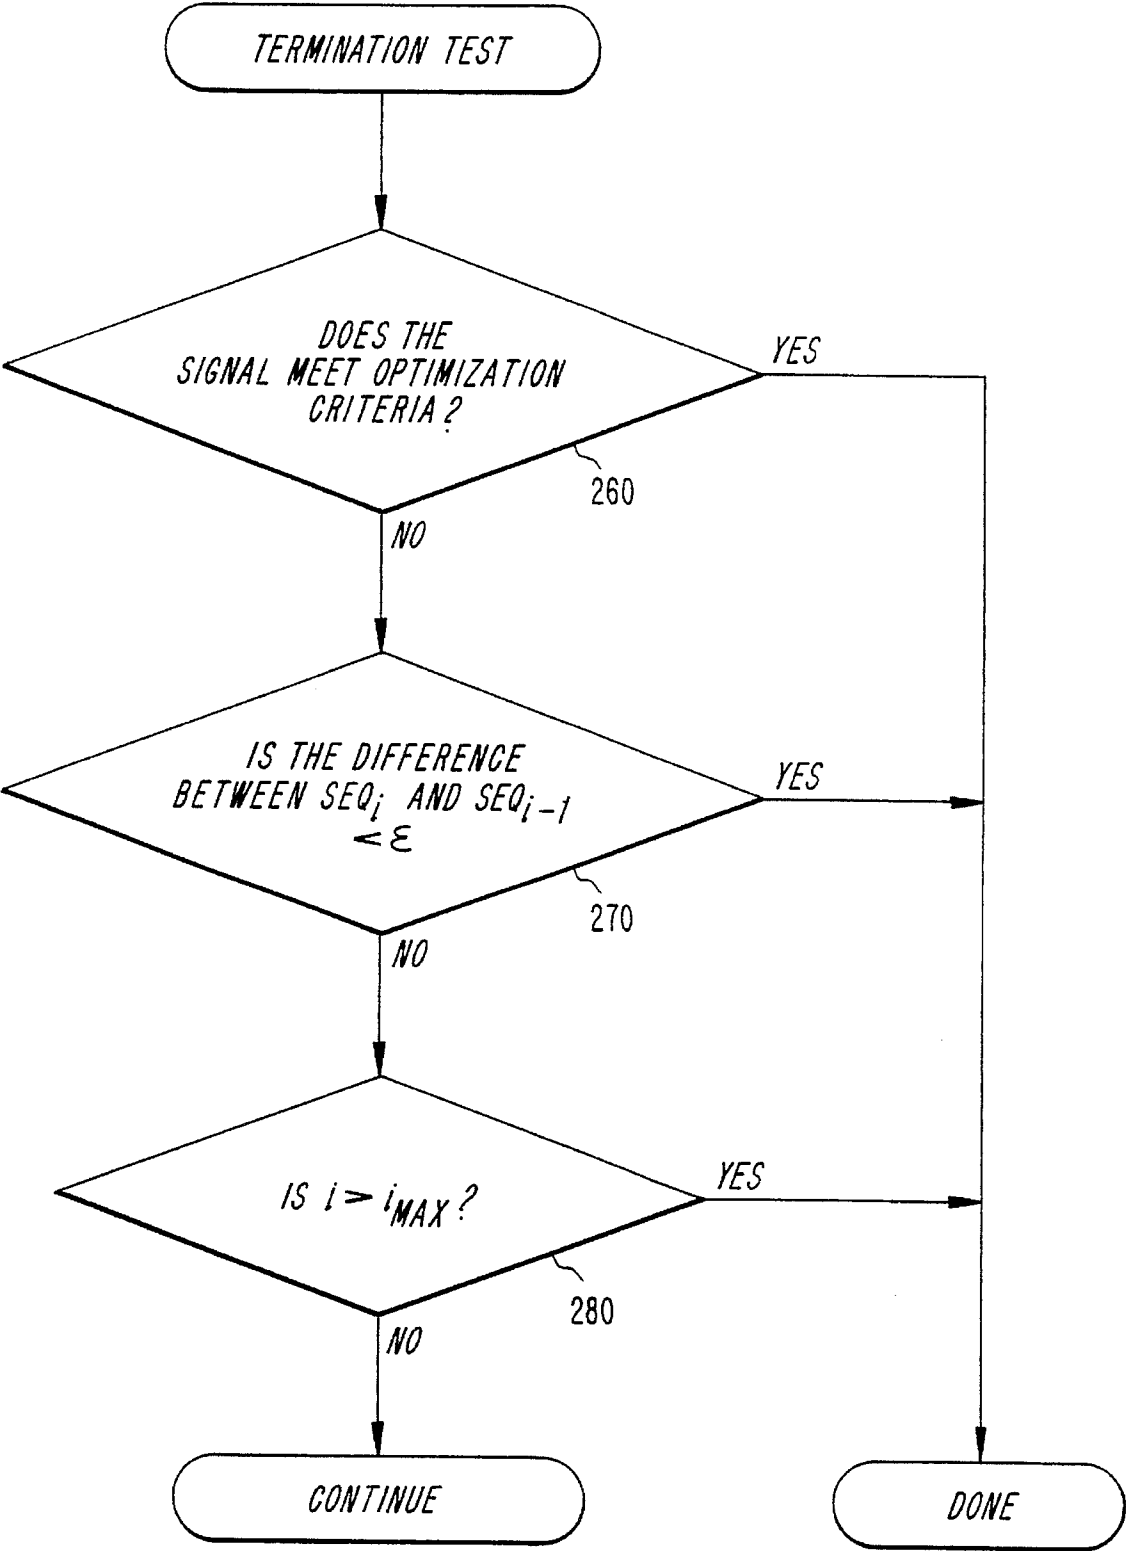 TERMINATION TEST
DOES THE
SIGNAL MEET OPTIMIZATION
CRITERIA?
YES
260
NO
IS THE DIFFERENCE
BETWEEN SEQi AND SEQi-1
<ε
YES
270
NO
IS i > iMAX?
YES
280
NO
CONTINUE
DONE